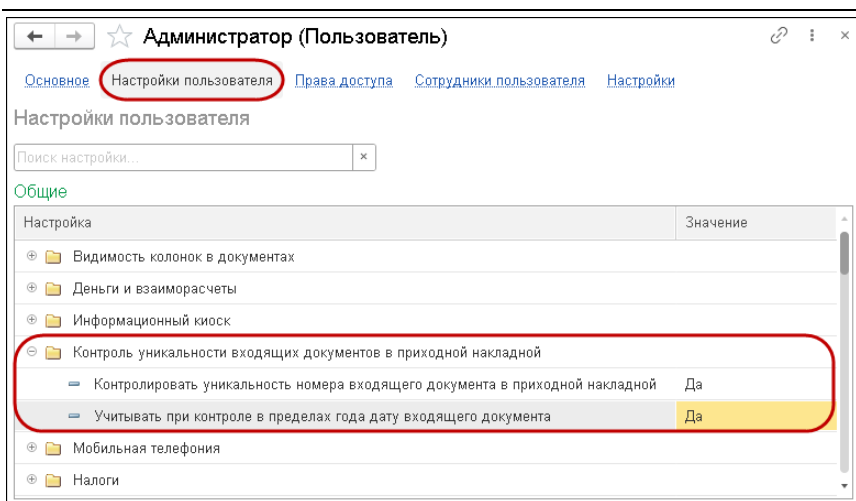 Администратор (Пользователь)
Основное Настройки пользователя Права доступа Сотрудники пользователя Настройки
Настройки пользователя
Поиск настройки...
Общие
Настройка Значение
Видимость колонок в документах
Деньги и взаиморасчеты
Информационный киоск
Контроль уникальности входящих документов в приходной накладной
Контролировать уникальность номера входящего документа в приходной накладной Да
Учитывать при контроле в пределах года дату входящего документа Да
Мобильная телефония
Налоги